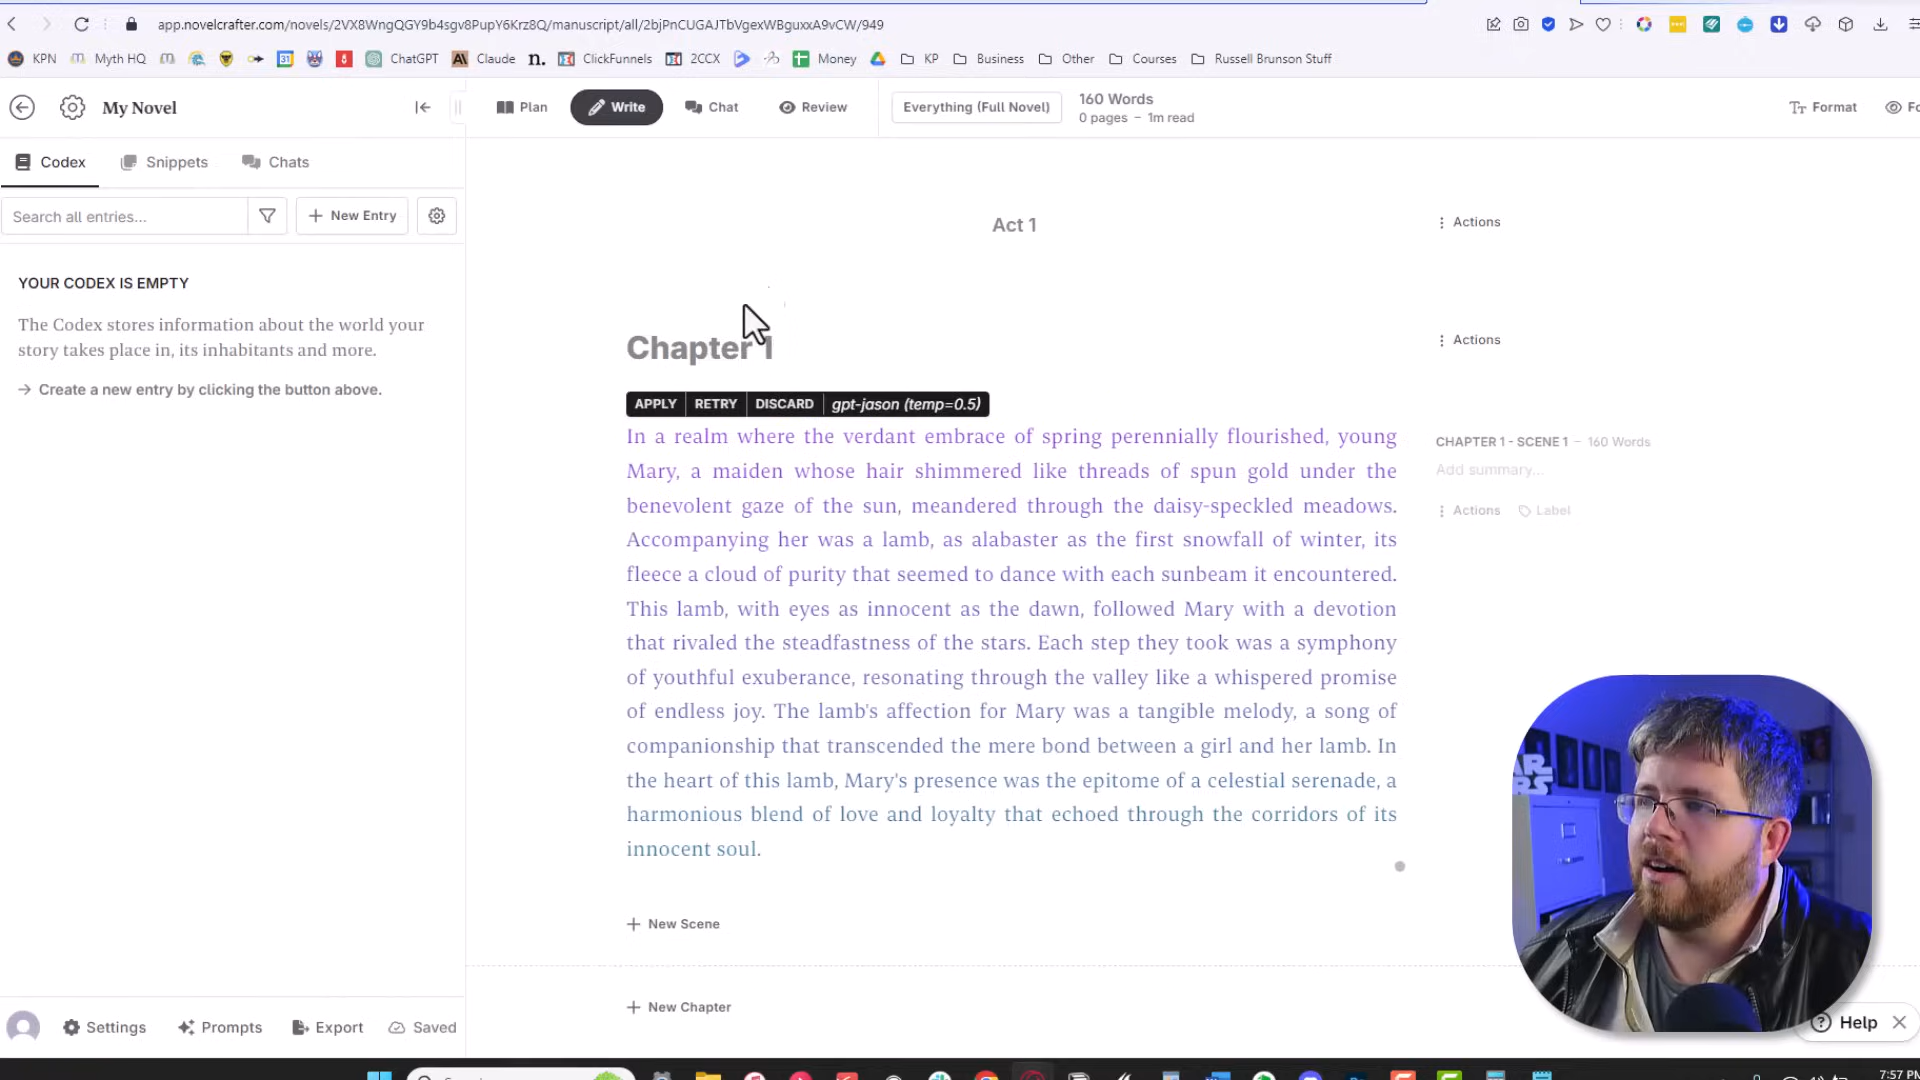 app.novelcrafter.com/novels/2VX8WngQGY9b4sgv8PupY6Krz8Q/manuscript/all/2bjPnCUGAJTbVgexWBguxxA9vCW/949
KPN Myth HQ 31 ChatGPT Claude n. ClickFunnels 2CCX Money KP Business Other Courses Russell Brunson Stuff
My Novel
Plan Write Chat Review
Everything (Full Novel)
160 Words
0 pages - 1m read
Format
Codex Snippets Chats
Search all entries...
+ New Entry
YOUR CODEX IS EMPTY
The Codex stores information about the world your
story takes place in, its inhabitants and more.
→ Create a new entry by clicking the button above.
Act 1
Actions
Chapter 1
Actions
APPLY RETRY DISCARD gpt-jason (temp=0.5)
In a realm where the verdant embrace of spring perennially flourished, young
Mary, a maiden whose hair shimmered like threads of spun gold under the
benevolent gaze of the sun, meandered through the daisy-speckled meadows.
Accompanying her was a lamb, as alabaster as the first snowfall of winter, its
fleece a cloud of purity that seemed to dance with each sunbeam it encountered.
This lamb, with eyes as innocent as the dawn, followed Mary with a devotion
that rivaled the steadfastness of the stars. Each step they took was a symphony
of youthful exuberance, resonating through the valley like a whispered promise
of endless joy. The lamb's affection for Mary was a tangible melody, a song of
companionship that transcended the mere bond between a girl and her lamb. In
the heart of this lamb, Mary's presence was the epitome of a celestial serenade, a
harmonious blend of love and loyalty that echoed through the corridors of its
innocent soul.
CHAPTER 1 - SCENE 1 – 160 Words
Add summary...
Actions Label
+ New Scene
+ New Chapter
Settings Prompts Export Saved
Help
7:57 PM